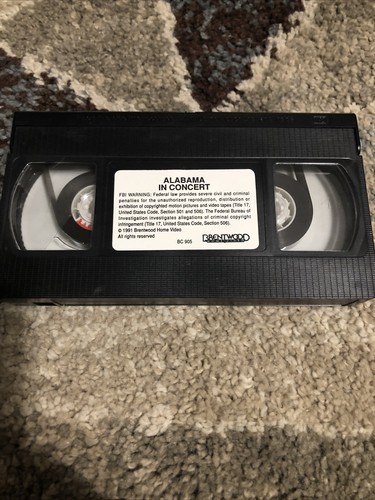 ALABAMA
IN CONCERT
FBI WARNING: Federal law provides severe civil and criminal
penalties for the unauthorized reproduction, distribution or
exhibition of copyrighted motion pictures and video tapes (Title 17,
United States Code, Section 501 and 506). The Federal Bureau of
Investigation investigates allegations of criminal copyright
infringement (Title 17, United States Code, Section 506).
© 1991 Brentwood Home Video
All rights reserved
BC 905
BRENTWOOD